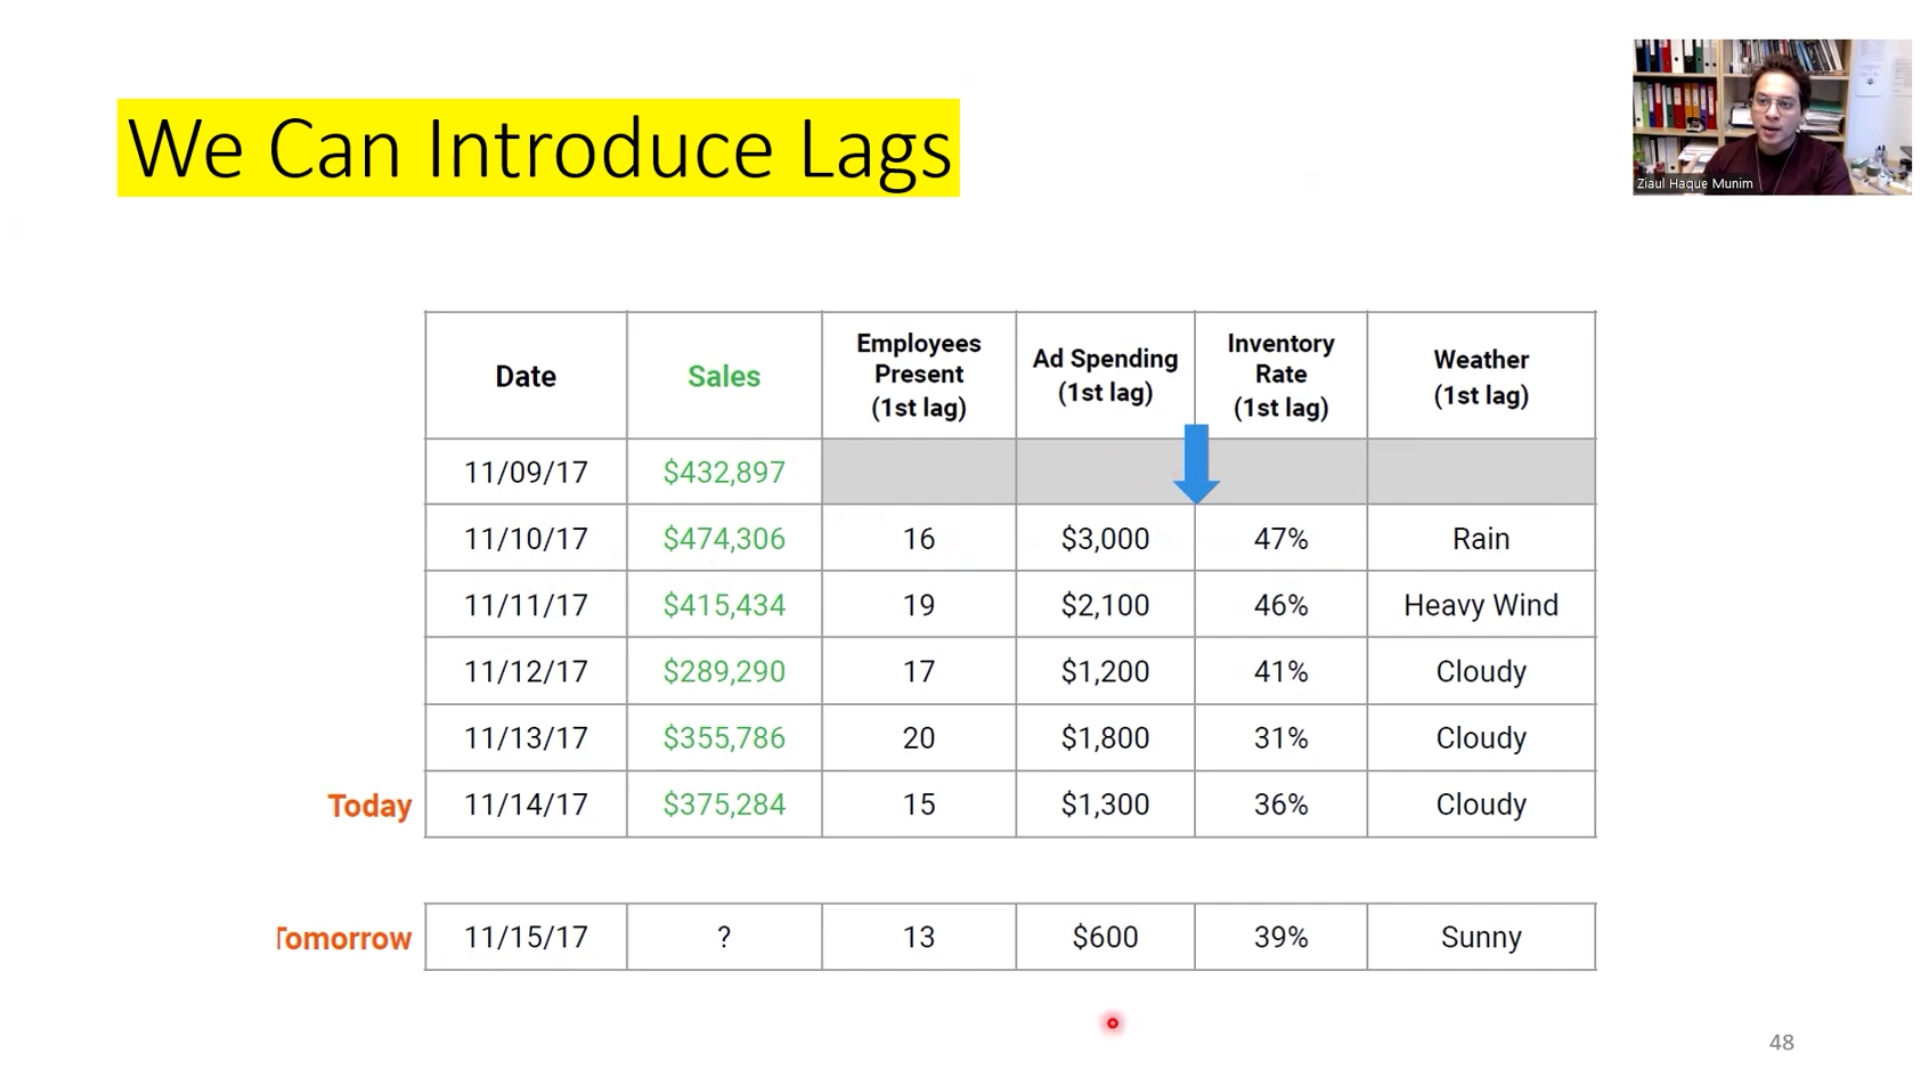 We Can Introduce Lags
Ziaul Haque Munim
Date Sales Employees Present (1st lag) Ad Spending (1st lag) Inventory Rate (1st lag) Weather (1st lag)
11/09/17 $432,897
11/10/17 $474,306 16 $3,000 47% Rain
11/11/17 $415,434 19 $2,100 46% Heavy Wind
11/12/17 $289,290 17 $1,200 41% Cloudy
11/13/17 $355,786 20 $1,800 31% Cloudy
Today 11/14/17 $375,284 15 $1,300 36% Cloudy
Tomorrow 11/15/17 ? 13 $600 39% Sunny
48